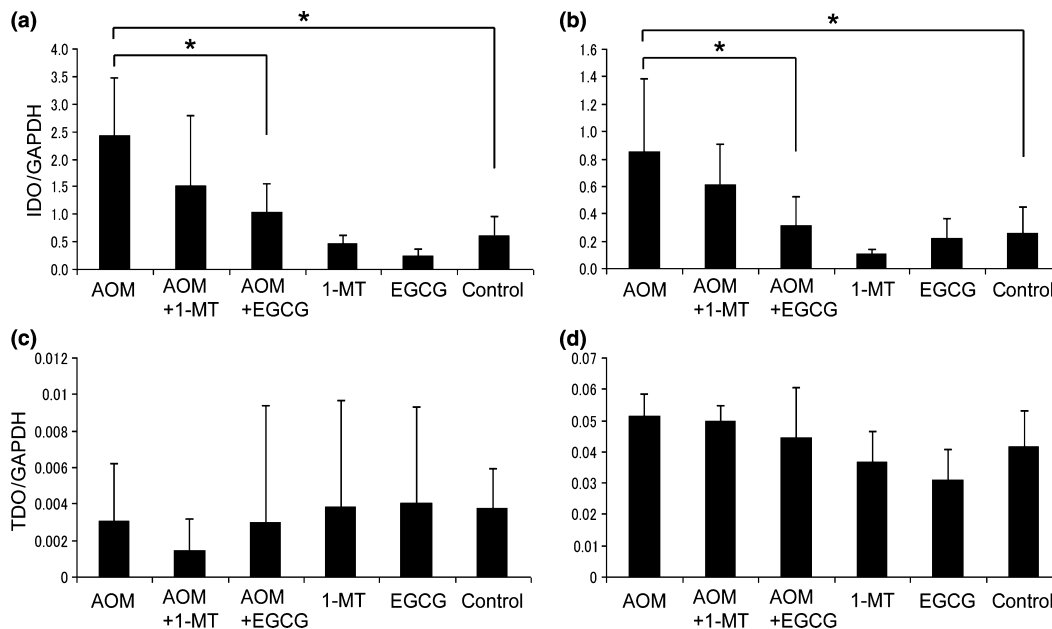 (a)
*
*
IDO/GAPDH
4.0
3.5
3.0
2.5
2.0
1.5
1.0
0.5
0.0
AOM
AOM
+1-MT
AOM
+EGCG
1-MT
EGCG
Control
(b)
*
*
1.6
1.4
1.2
1.0
0.8
0.6
0.4
0.2
0.0
AOM
AOM
+1-MT
AOM
+EGCG
1-MT
EGCG
Control
(c)
TDO/GAPDH
0.012
0.01
0.008
0.006
0.004
0.002
0
AOM
AOM
+1-MT
AOM
+EGCG
1-MT
EGCG
Control
(d)
0.07
0.06
0.05
0.04
0.03
0.02
0.01
0
AOM
AOM
+1-MT
AOM
+EGCG
1-MT
EGCG
Control